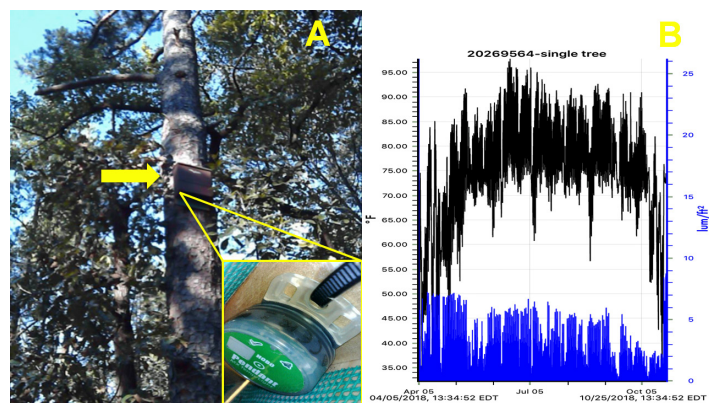 A
B
20269564-single tree
95.00
90.00
85.00
80.00
75.00
70.00
65.00
60.00
55.00
50.00
45.00
40.00
35.00
°F
25
20
15
10
5
0
lum/ft²
Apr 05
Jul 05
Oct 05
04/05/2018, 13:34:52 EDT
10/25/2018, 13:34:52 EDT
HOBO
Pendant